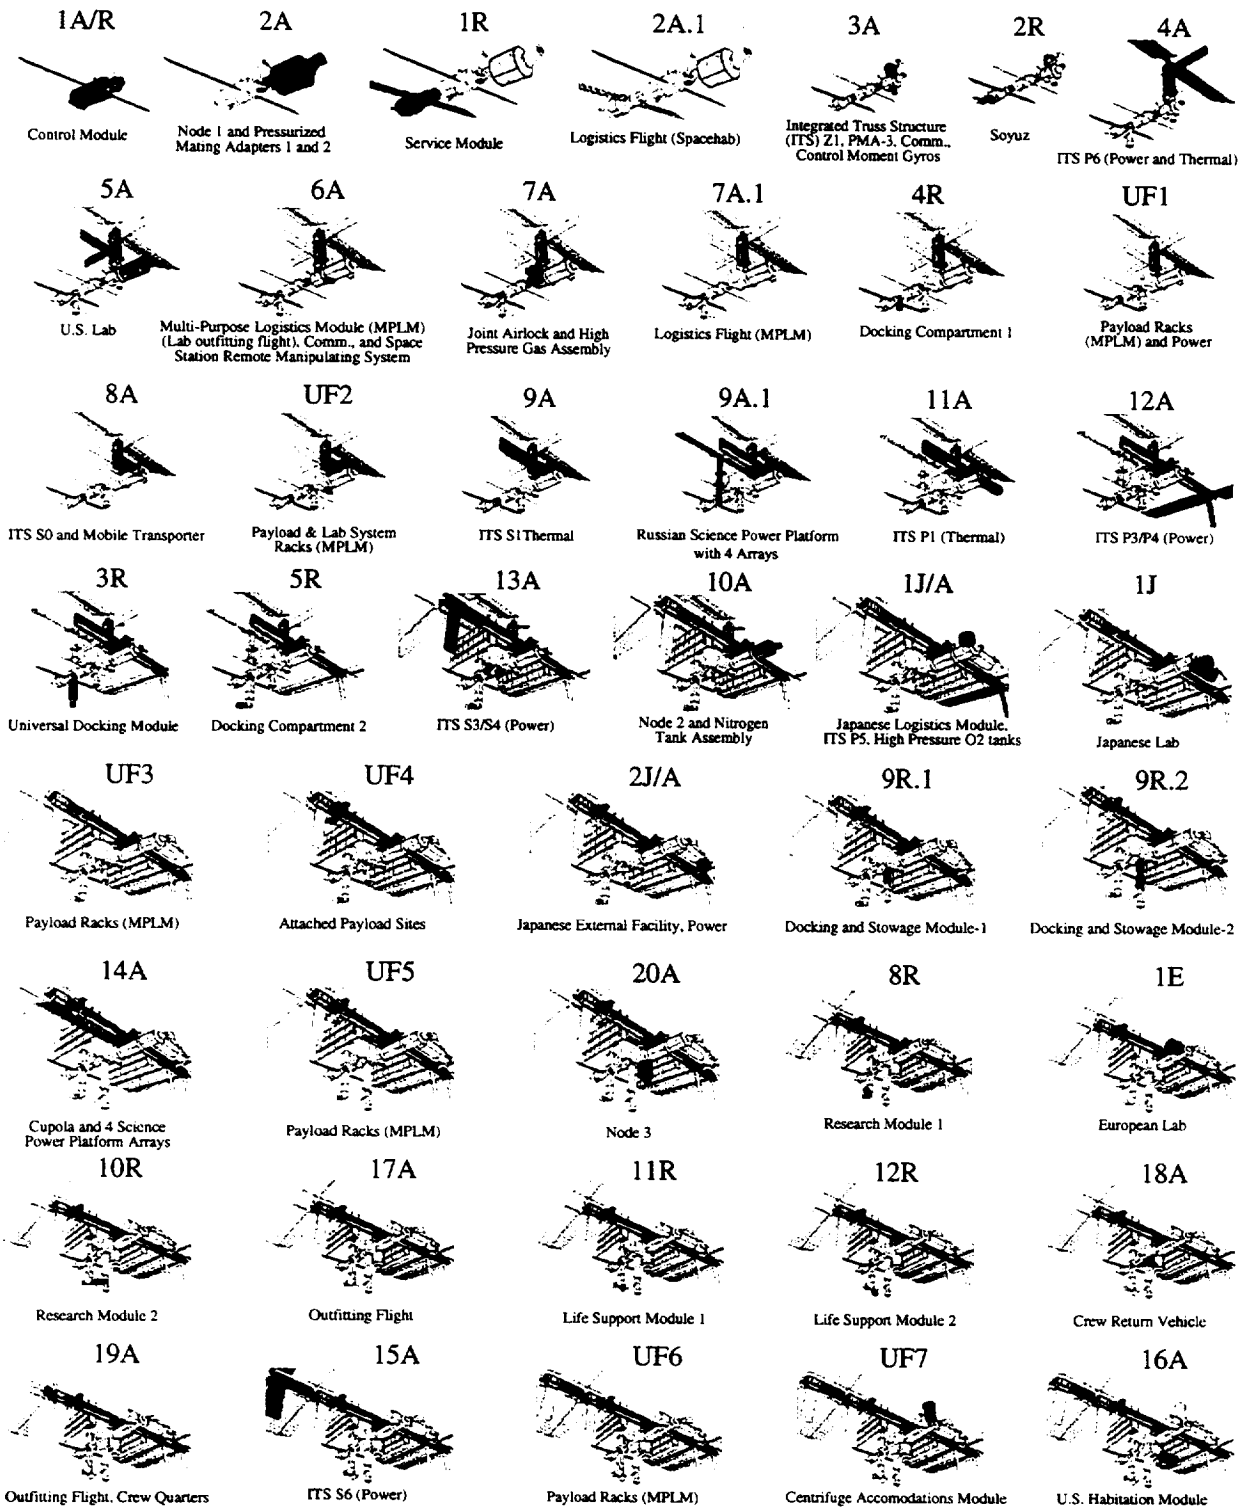 1A/R
Control Module
2A
Node 1 and Pressurized
Mating Adapters 1 and 2
1R
Service Module
2A.1
Logistics Flight (Spacehab)
3A
Integrated Truss Structure
(ITS) Z1, PMA-3, Comm.,
Control Moment Gyros
2R
Soyuz
4A
ITS P6 (Power and Thermal)
5A
U.S. Lab
6A
Multi-Purpose Logistics Module (MPLM)
(Lab outfitting flight), Comm., and Space
Station Remote Manipulating System
7A
Joint Airlock and High
Pressure Gas Assembly
7A.1
Logistics Flight (MPLM)
4R
Docking Compartment 1
UF1
Payload Racks
(MPLM) and Power
8A
ITS S0 and Mobile Transporter
UF2
Payload & Lab System
Racks (MPLM)
9A
ITS S1Thermal
9A.1
Russian Science Power Platform
with 4 Arrays
11A
ITS P1 (Thermal)
12A
ITS P3/P4 (Power)
3R
Universal Docking Module
5R
Docking Compartment 2
13A
ITS S3/S4 (Power)
10A
Node 2 and Nitrogen
Tank Assembly
1J/A
Japanese Logistics Module,
ITS P5, High Pressure O2 tanks
1J
Japanese Lab
UF3
Payload Racks (MPLM)
UF4
Attached Payload Sites
2J/A
Japanese External Facility, Power
9R.1
Docking and Stowage Module-1
9R.2
Docking and Stowage Module-2
14A
Cupola and 4 Science
Power Platform Arrays
UF5
Payload Racks (MPLM)
20A
Node 3
8R
Research Module 1
1E
European Lab
10R
Research Module 2
17A
Outfitting Flight
11R
Life Support Module 1
12R
Life Support Module 2
18A
Crew Return Vehicle
19A
Outfitting Flight, Crew Quarters
15A
ITS S6 (Power)
UF6
Payload Racks (MPLM)
UF7
Centrifuge Accomodations Module
16A
U.S. Habitation Module